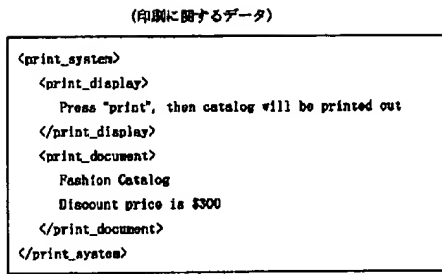 (印刷に関するデータ)
<print_system>
<print_display>
Press "print", then catalog will be printed out
</print_display>
<print_document>
Fashion Catalog
Discount price is $300
</print_document>
</print_system>